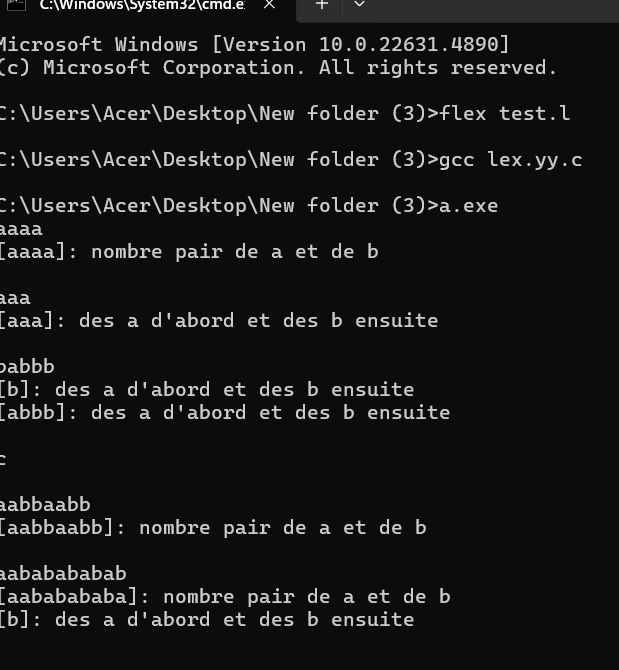 C:\Windows\System32\cmd.e
Microsoft Windows [Version 10.0.22631.4890]
(c) Microsoft Corporation. All rights reserved.
C:\Users\Acer\Desktop\New folder (3)>flex test.l
C:\Users\Acer\Desktop\New folder (3)>gcc lex.yy.c
C:\Users\Acer\Desktop\New folder (3)>a.exe
aaaa
[aaaa]: nombre pair de a et de b
aaa
[aaa]: des a d'abord et des b ensuite
babbb
[b]: des a d'abord et des b ensuite
[abbb]: des a d'abord et des b ensuite
c
aabbaabb
[aabbaabb]: nombre pair de a et de b
aababababab
[aababababa]: nombre pair de a et de b
[b]: des a d'abord et des b ensuite